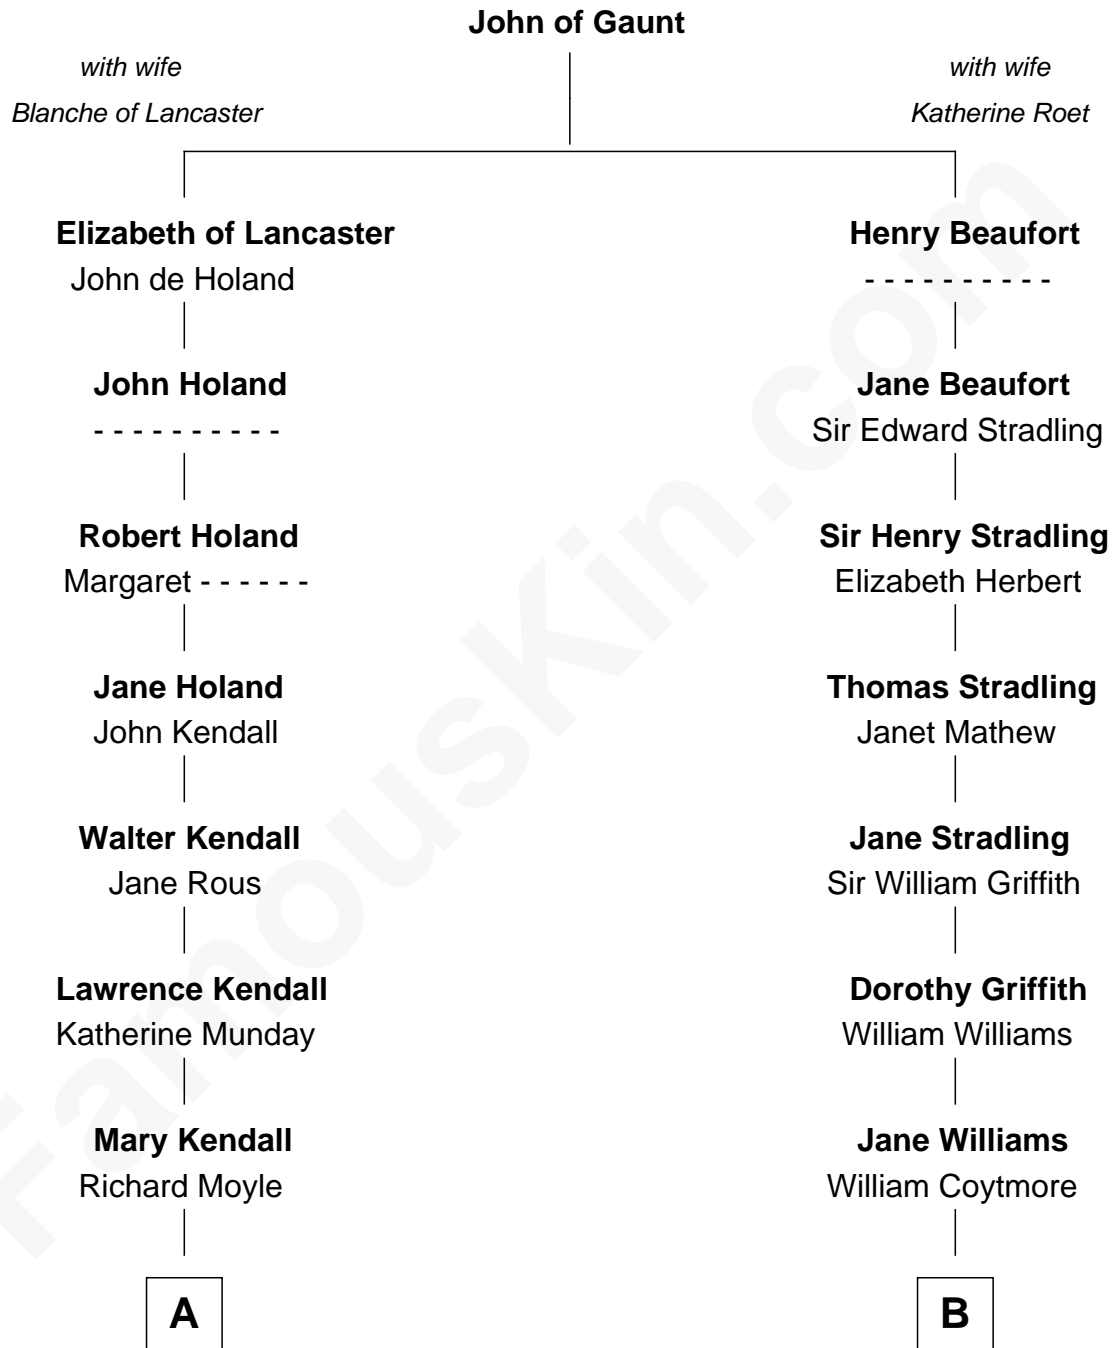 John of Gaunt
with wife
Blanche of Lancaster
with wife
Katherine Roet
Elizabeth of Lancaster
John de Holand
Henry Beaufort
- - - - - - - - - -
John Holand
- - - - - - - - - -
Jane Beaufort
Sir Edward Stradling
Robert Holand
Margaret - - - - - -
Sir Henry Stradling
Elizabeth Herbert
Jane Holand
John Kendall
Thomas Stradling
Janet Mathew
Walter Kendall
Jane Rous
Jane Stradling
Sir William Griffith
Lawrence Kendall
Katherine Munday
Dorothy Griffith
William Williams
Mary Kendall
Richard Moyle
Jane Williams
William Coytmore
A
B
FamousKin.com